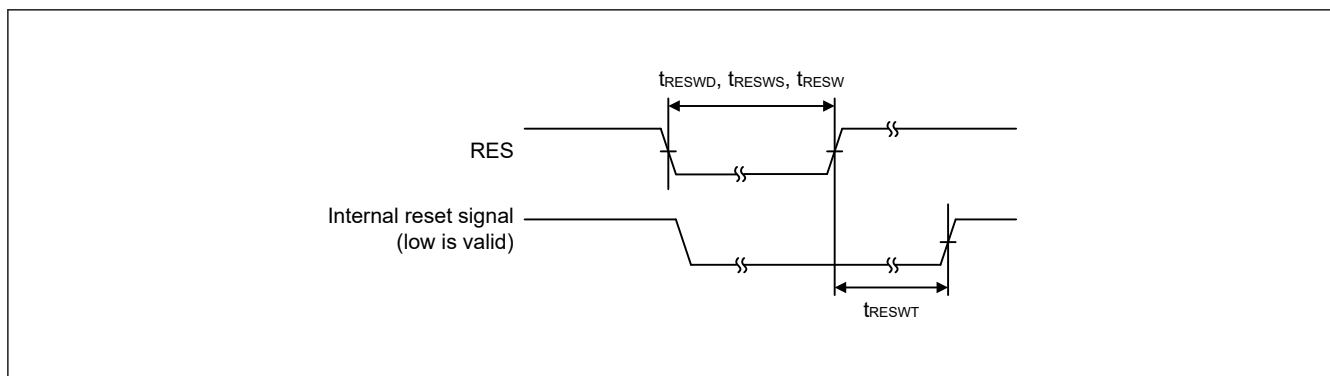 tRESWD, tRESWS, tRESW
RES
Internal reset signal
(low is valid)
tRESWT